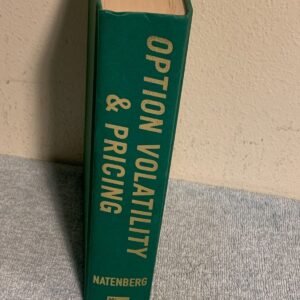 OPTION VOLATILITY
& PRICING
NATENBERG